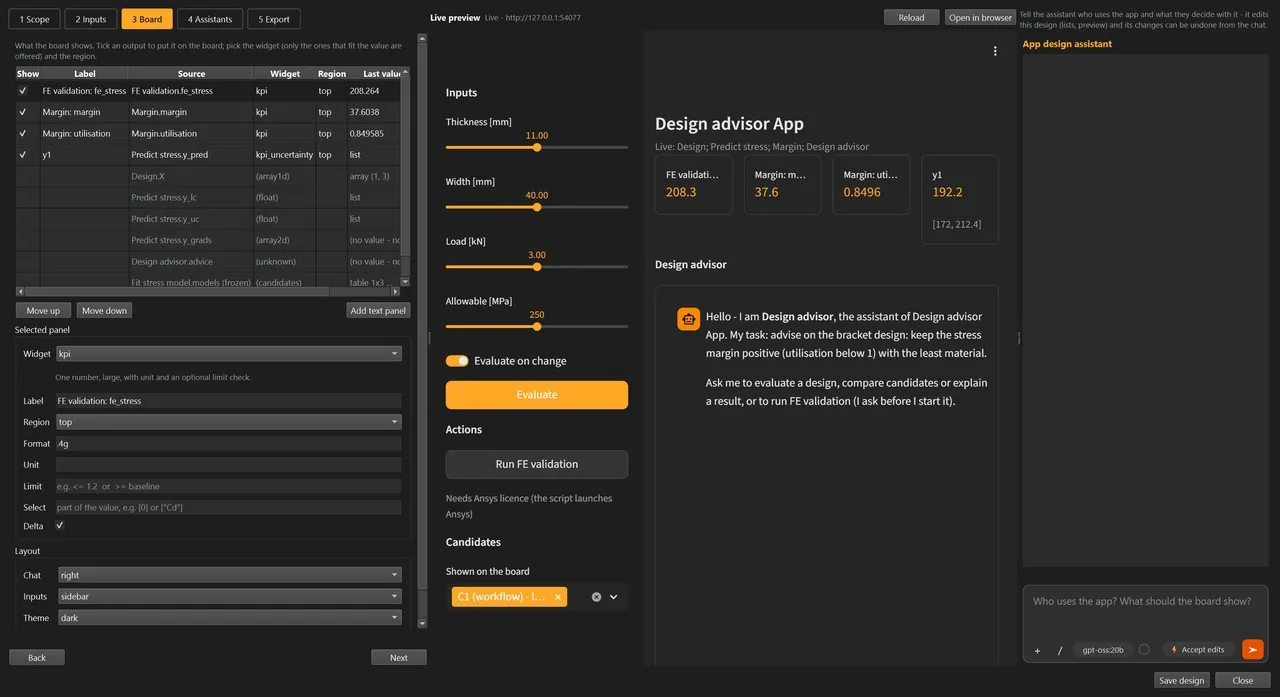 1 Scope
2 Inputs
3 Board
4 Assistants
5 Export
What the board shows. Tick an output to put it on the board; pick the widget (only the ones that fit the value are
offered) and the region.
Show Label Source Widget Region Last value
FE validation: fe_stress FE validation.fe_stress kpi top 208.264
Margin: margin Margin.margin kpi top 37.6038
Margin: utilisation Margin.utilisation kpi top 0.849585
y1 Predict stress.y_pred kpi_uncertainty top list
Design.X (array1d) array (1, 3)
Predict stress.y_lc (float) list
Predict stress.y_uc (float) list
Predict stress.y_grads (array2d) (no value - no
Design advisor.advice (unknown) (no value - no
Fit stress model.models (frozen) (candidates) table 1x3 ...
Move up
Move down
Add text panel
Selected panel
Widget kpi
One number, large, with unit and an optional limit check.
Label FE validation: fe_stress
Region top
Format .4g
Unit
Limit e.g. <= 1.2 or >= baseline
Select part of the value, e.g. [0] or ["Cd"]
Delta
Layout
Chat right
Inputs sidebar
Theme dark
Back
Next
Live preview Live - http://127.0.0.1:54077
Reload
Open in browser
Inputs
Thickness [mm]
11.00
Width [mm]
40.00
Load [kN]
3.00
Allowable [MPa]
250
Evaluate on change
Evaluate
Actions
Run FE validation
Needs Ansys licence (the script launches
Ansys)
Candidates
Shown on the board
C1 (workflow) - l...
Design advisor App
Live: Design; Predict stress; Margin; Design advisor
FE validati...
208.3
Margin: m...
37.6
Margin: uti...
0.8496
y1
192.2
[172, 212.4]
Design advisor
Hello - I am Design advisor, the assistant of Design advisor
App. My task: advise on the bracket design: keep the stress
margin positive (utilisation below 1) with the least material.
Ask me to evaluate a design, compare candidates or explain
a result, or to run FE validation (I ask before I start it).
Tell the assistant who uses the app and what they decide with it - it edits
this design (lists, preview) and its changes can be undone from the chat.
App design assistant
Who uses the app? What should the board show?
+ / gpt-oss:20b Accept edits
Save design
Close